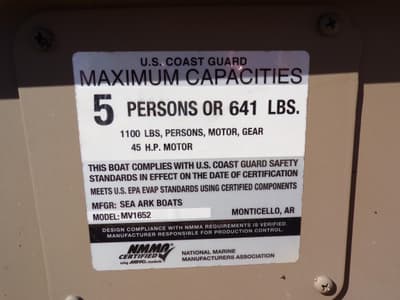 U.S. COAST GUARD
MAXIMUM CAPACITIES
5 PERSONS OR 641 LBS.
1100 LBS, PERSONS, MOTOR, GEAR
45 H.P. MOTOR
THIS BOAT COMPLIES WITH U.S. COAST GUARD SAFETY
STANDARDS IN EFFECT ON THE DATE OF CERTIFICATION
MEETS U.S. EPA EVAP STANDARDS USING CERTIFIED COMPONENTS
MFGR: SEA ARK BOATS
MODEL: MV1652 MONTICELLO, AR
DESIGN COMPLIANCE WITH NMMA REQUIREMENTS IS VERIFIED.
MANUFACTURER RESPONSIBLE FOR PRODUCTION CONTROL.
NMMA
CERTIFIED
using ABYC standards
NATIONAL MARINE
MANUFACTURERS ASSOCIATION